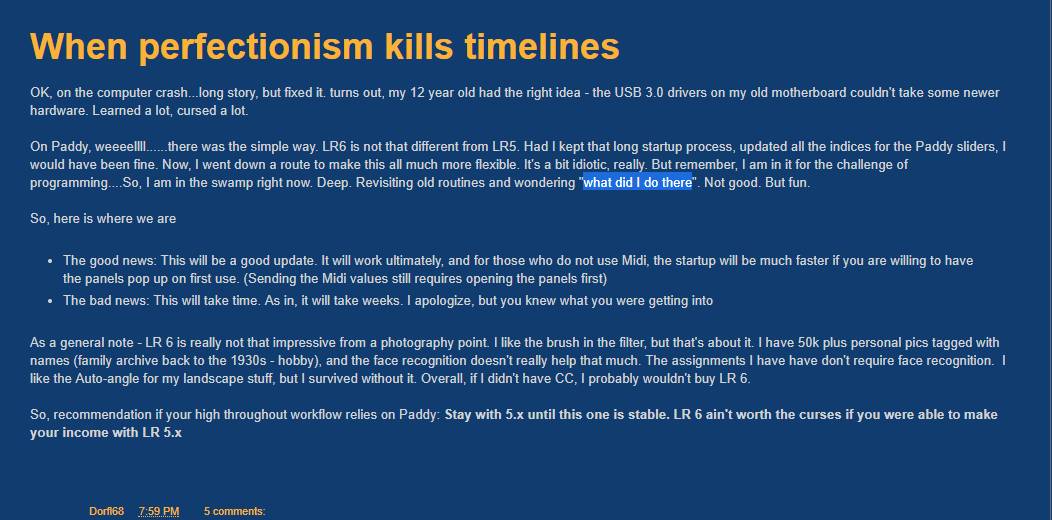 When perfectionism kills timelines
OK, on the computer crash...long story, but fixed it. turns out, my 12 year old had the right idea - the USB 3.0 drivers on my old motherboard couldn't take some newer
hardware. Learned a lot, cursed a lot.
On Paddy, weeeellll......there was the simple way. LR6 is not that different from LR5. Had I kept that long startup process, updated all the indices for the Paddy sliders, I
would have been fine. Now, I went down a route to make this all much more flexible. It's a bit idiotic, really. But remember, I am in it for the challenge of
programming....So, I am in the swamp right now. Deep. Revisiting old routines and wondering "what did I do there". Not good. But fun.
So, here is where we are
• The good news: This will be a good update. It will work ultimately, and for those who do not use Midi, the startup will be much faster if you are willing to have
the panels pop up on first use. (Sending the Midi values still requires opening the panels first)
• The bad news: This will take time. As in, it will take weeks. I apologize, but you knew what you were getting into
As a general note - LR 6 is really not that impressive from a photography point. I like the brush in the filter, but that's about it. I have 50k plus personal pics tagged with
names (family archive back to the 1930s - hobby), and the face recognition doesn't really help that much. The assignments I have have don't require face recognition.  I
like the Auto-angle for my landscape stuff, but I survived without it. Overall, if I didn't have CC, I probably wouldn't buy LR 6.
So, recommendation if your high throughout workflow relies on Paddy: Stay with 5.x until this one is stable. LR 6 ain't worth the curses if you were able to make
your income with LR 5.x
Dorfl68 7:59 PM 5 comments: